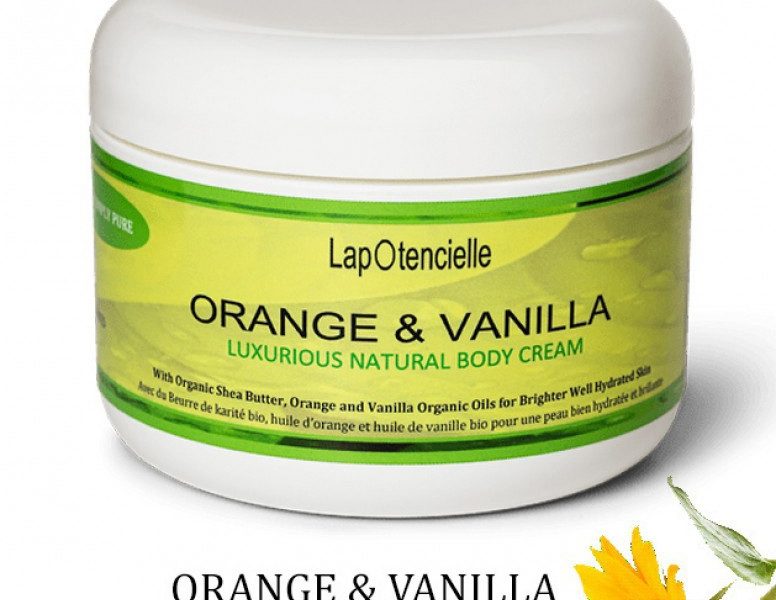 PURE
LapOtencielle
ORANGE & VANILLA
LUXURIOUS NATURAL BODY CREAM
With Organic Shea Butter, Orange and Vanilla Organic Oils for Brighter Well Hydrated Skin
Avec du Beurre de karité bio, huile d'orange et huile de vanille bio pour une peau bien hydratée et brillante
ORANGE & VANILLA